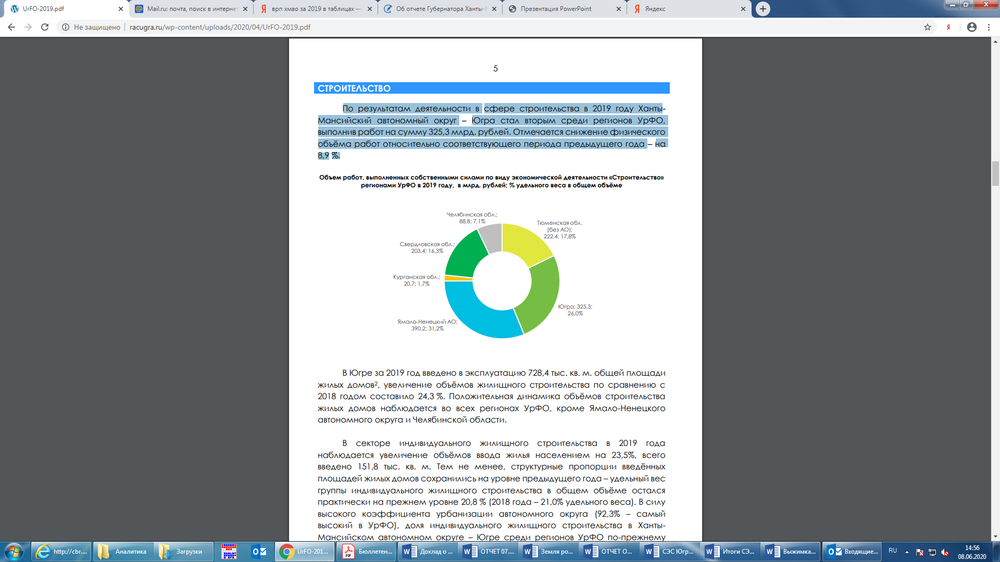 UrFO-2019.pdf
Mail.ru: почта, поиск в интернет
врп хмао за 2019 в таблицах —
Об отчете Губернатора Ханты-
Презентация PowerPoint
Яндекс
Не защищено
racugra.ru/wp-content/uploads/2020/04/UrFO-2019.pdf
5
СТРОИТЕЛЬСТВО
По результатам деятельности в сфере строительства в 2019 году Ханты-
Мансийский автономный округ – Югра стал вторым среди регионов УрФО,
выполнив работ на сумму 325,3 млрд. рублей. Отмечается снижение физического
объёма работ относительно соответствующего периода предыдущего года – на
8,9 %.
Объем работ, выполненных собственными силами по виду экономической деятельности «Строительство»
регионами УрФО в 2019 году, в млрд. рублей; % удельного веса в общем объёме
Челябинская обл.;
88,8; 7,1%
Тюменская обл.
(без АО);
222,4; 17,8%
Свердловская обл.;
203,4; 16,3%
Курганская обл.;
20,7; 1,7%
Югра; 325,3;
26,0%
Ямало-Ненецкий АО;
390,2; 31,2%
В Югре за 2019 год введено в эксплуатацию 728,4 тыс. кв. м. общей площади
жилых домов², увеличение объёмов жилищного строительства по сравнению с
2018 годом составило 24,3 %. Положительная динамика объёмов строительства
жилых домов наблюдается во всех регионах УрФО, кроме Ямало-Ненецкого
автономного округа и Челябинской области.
В секторе индивидуального жилищного строительства в 2019 года
наблюдается увеличение объёмов ввода жилья населением на 23,5%, всего
введено 151,8 тыс. кв. м. Тем не менее, структурные пропорции введённых
площадей жилых домов сохранились на уровне предыдущего года – удельный вес
группы индивидуального жилищного строительства в общем объёме остался
практически на прежнем уровне 20,8 % (2018 года – 21,0% удельного веса). В силу
высокого коэффициента урбанизации автономного округа (92,3% – самый
высокий в УрФО), доля индивидуального жилищного строительства в Ханты-
Мансийском автономном округе – Югре среди регионов УрФО по-прежнему
http://cbr....
Аналитика
Загрузки
UrFO-201...
Бюллетен...
Доклад о ...
ОТЧЕТ 07....
Земля ро...
ОТЧЕТ О...
СЭС Югр...
Итоги СЭ...
Выжимка...
Входящие...
RU
14:56
08.06.2020